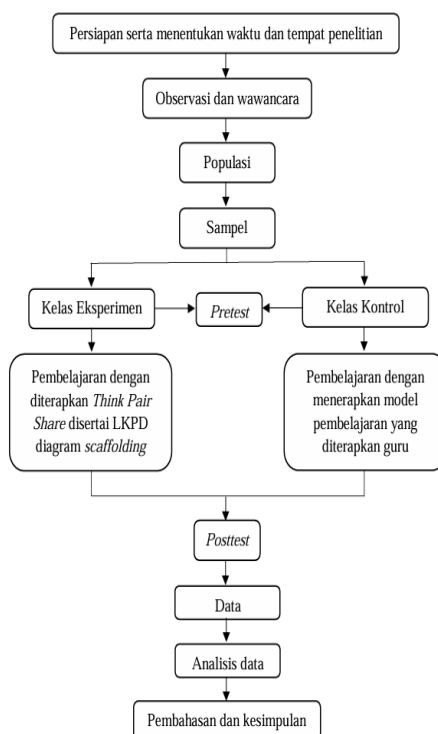 Persiapan serta menentukan waktu dan tempat penelitian
Observasi dan wawancara
Populasi
Sampel
Kelas Eksperimen
Pretest
Kelas Kontrol
Pembelajaran dengan
diterapkan Think Pair
Share disertai LKPD
diagram scaffolding
Pembelajaran dengan
menerapkan model
pembelajaran yang
diterapkan guru
Posttest
Data
Analisis data
Pembahasan dan kesimpulan